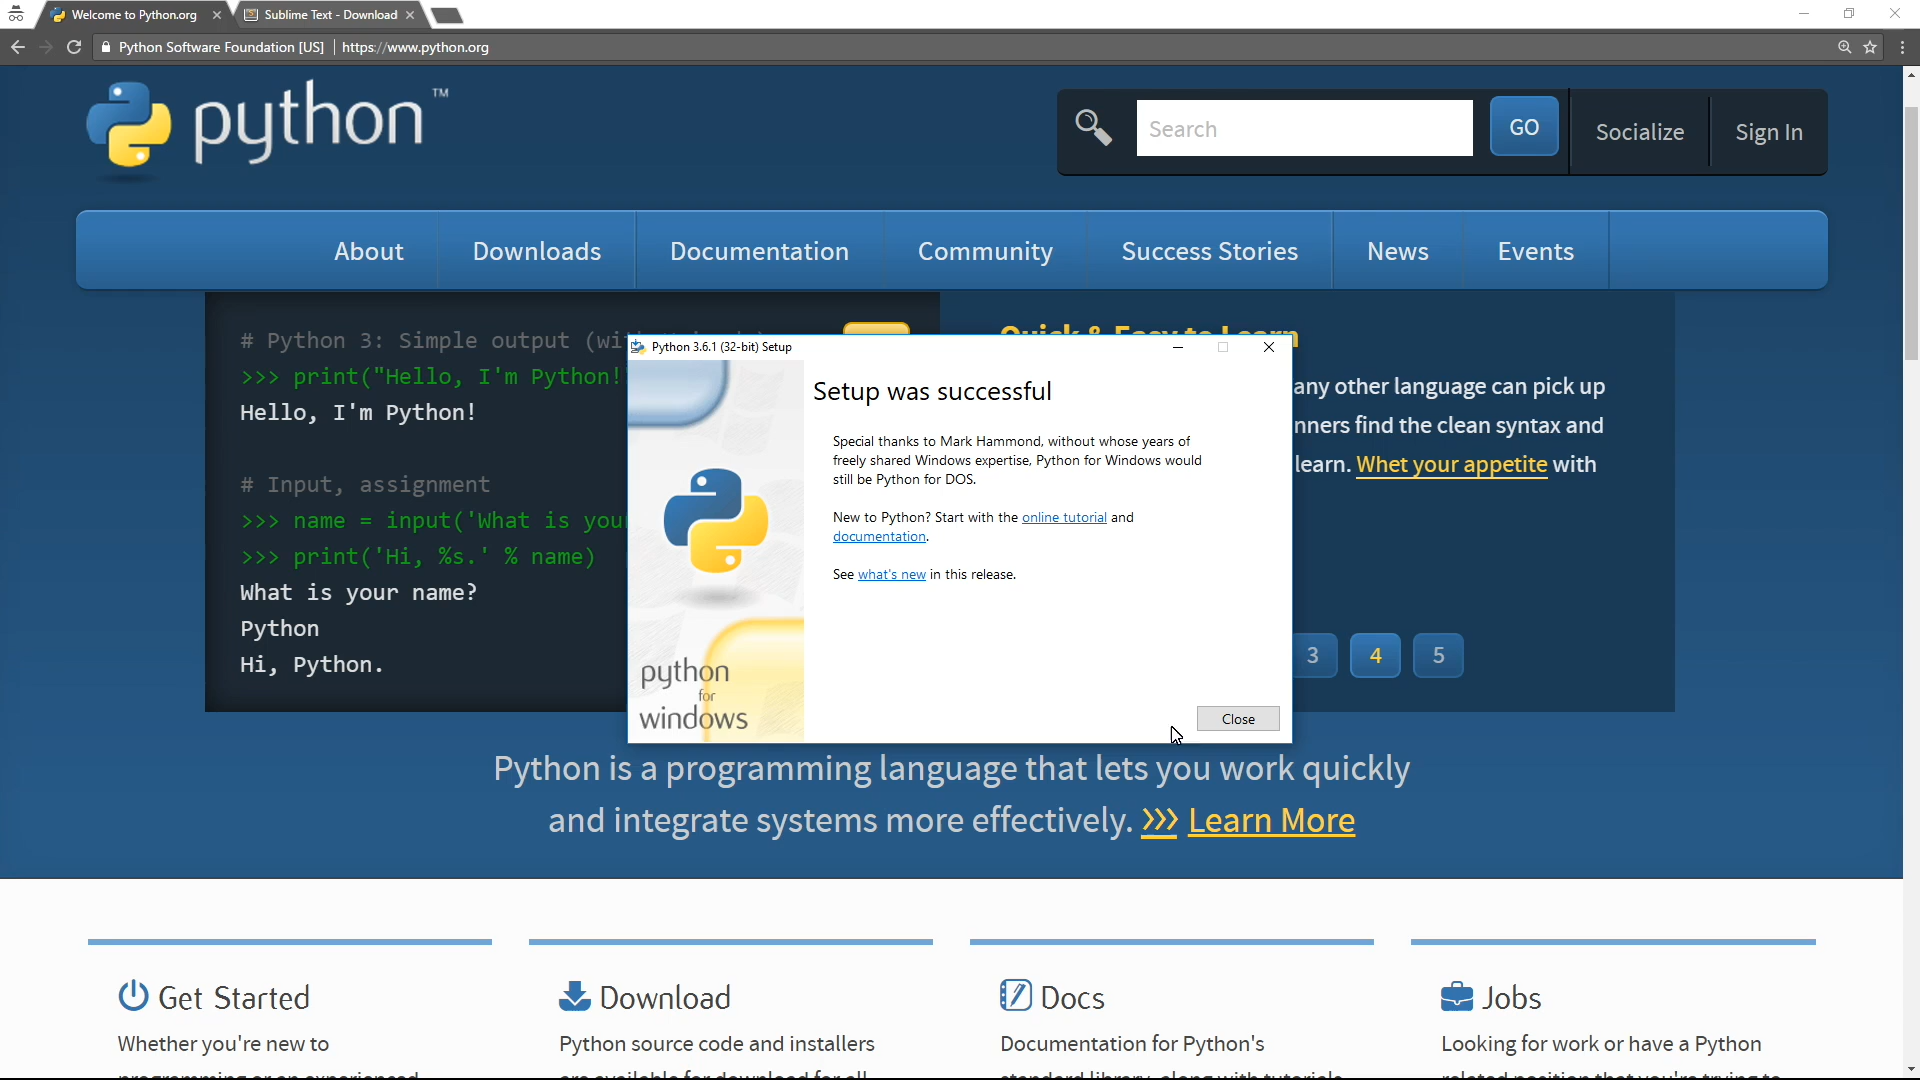 Welcome to Python.org
Sublime Text - Download
Python Software Foundation [US] | https://www.python.org
python ™
Search
GO
Socialize
Sign In
About
Downloads
Documentation
Community
Success Stories
News
Events
# Python 3: Simple output
>>> print("Hello, I'm Python!
Hello, I'm Python!
# Input, assignment
>>> name = input('What is you
>>> print('Hi, %s.' % name)
What is your name?
Python
Hi, Python.
Quick & Easy to Learn
any other language can pick up
nners find the clean syntax and
learn. Whet your appetite with
3
4
5
Python 3.6.1 (32-bit) Setup
Setup was successful
Special thanks to Mark Hammond, without whose years of
freely shared Windows expertise, Python for Windows would
still be Python for DOS.
New to Python? Start with the online tutorial and
documentation.
See what's new in this release.
python
for
windows
Close
Python is a programming language that lets you work quickly
and integrate systems more effectively. >>> Learn More
Get Started
Whether you're new to
Download
Python source code and installers
Docs
Documentation for Python's
Jobs
Looking for work or have a Python